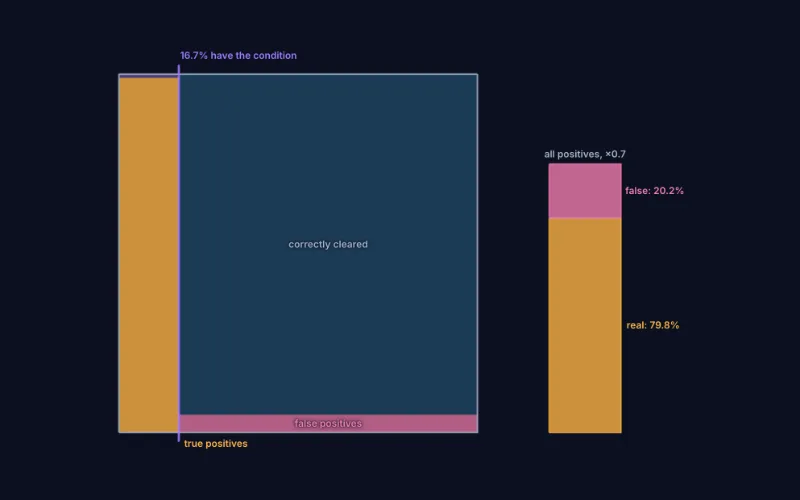 16.7% have the condition
all positives, ×0.7
false: 20.2%
correctly cleared
real: 79.8%
false positives
true positives